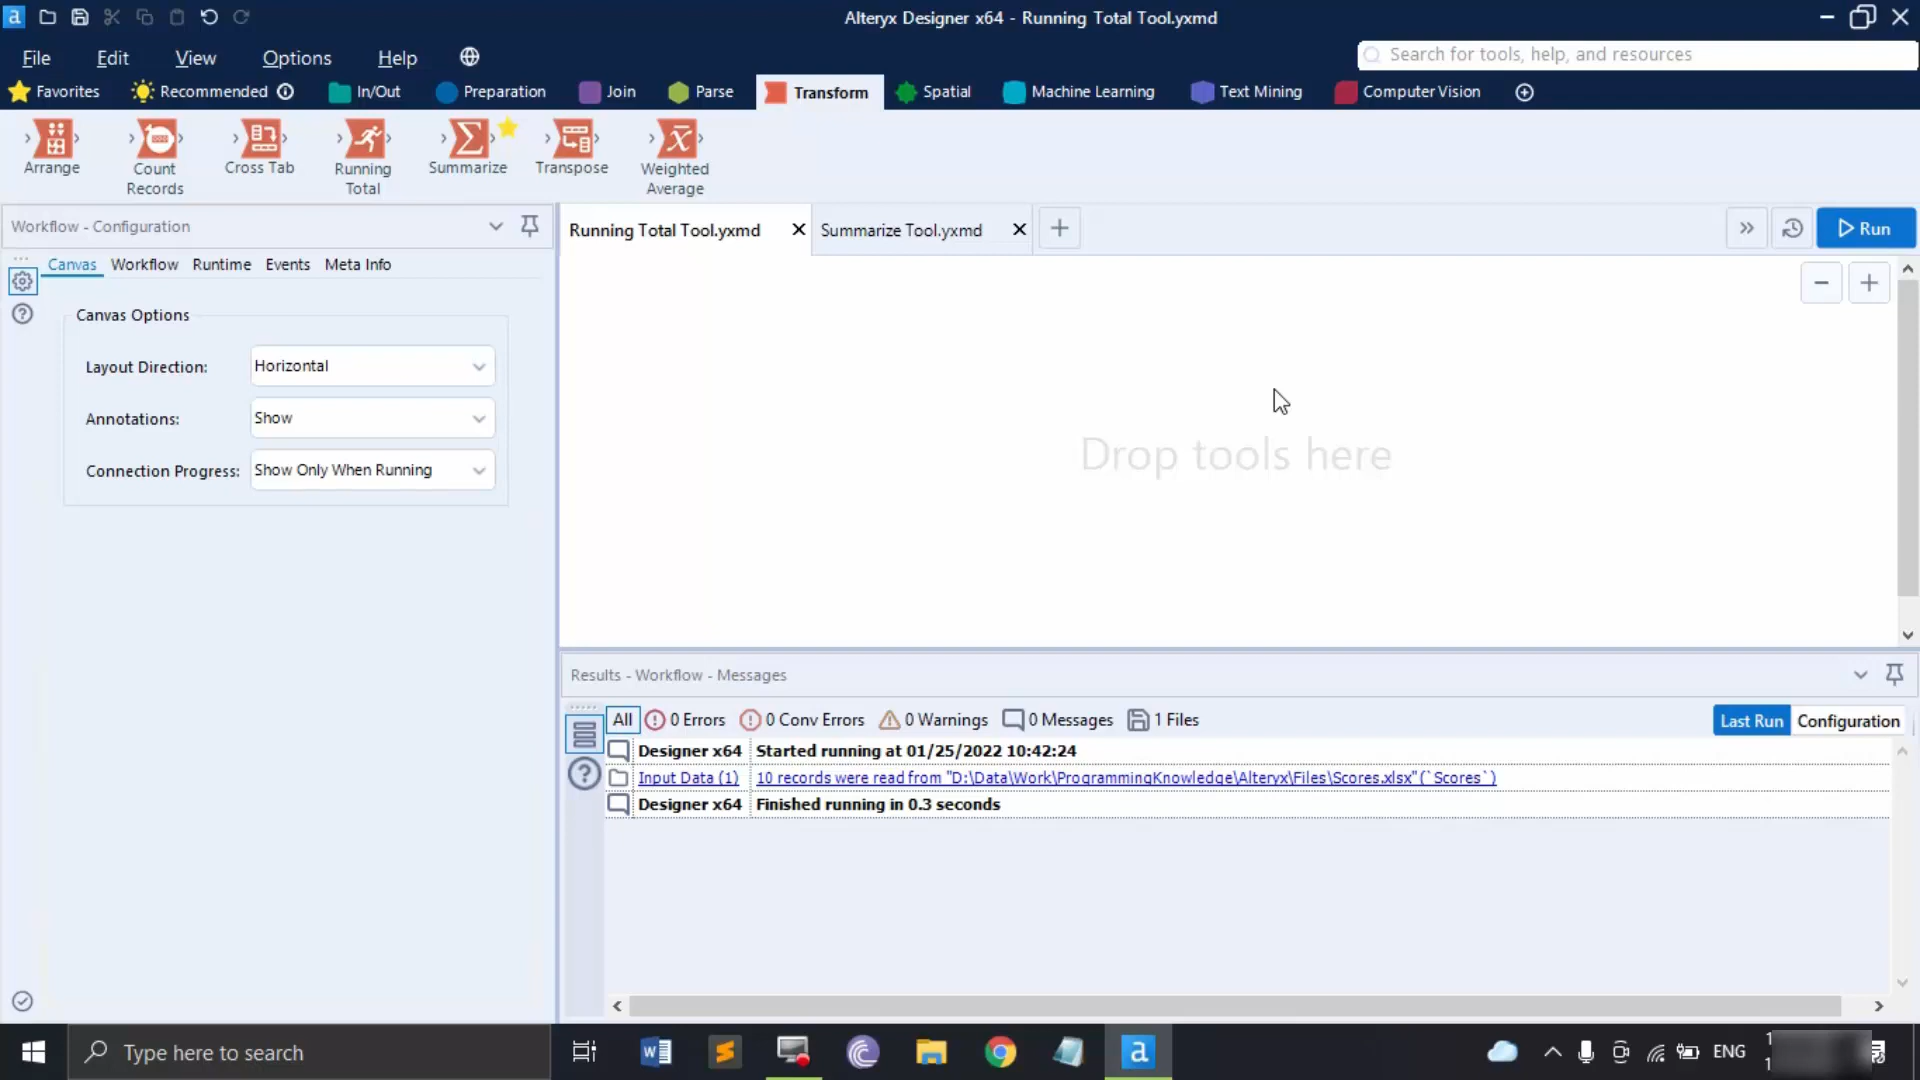 Alteryx Designer x64 - Running Total Tool.yxmd
File Edit View Options Help
Search for tools, help, and resources
Favorites Recommended In/Out Preparation Join Parse Transform Spatial Machine Learning Text Mining Computer Vision
Arrange
Count
Records
Cross Tab
Running
Total
Summarize
Transpose
Weighted
Average
Workflow - Configuration
Running Total Tool.yxmd
Summarize Tool.yxmd
Run
Canvas Workflow Runtime Events Meta Info
Canvas Options
Layout Direction: Horizontal
Annotations: Show
Connection Progress: Show Only When Running
Drop tools here
Results - Workflow - Messages
All 0 Errors 0 Conv Errors 0 Warnings 0 Messages 1 Files Last Run Configuration
Designer x64 Started running at 01/25/2022 10:42:24
Input Data (1) 10 records were read from "D:\Data\Work\ProgrammingKnowledge\Alteryx\Files\Scores.xlsx" (`Scores`)
Designer x64 Finished running in 0.3 seconds
Type here to search
ENG